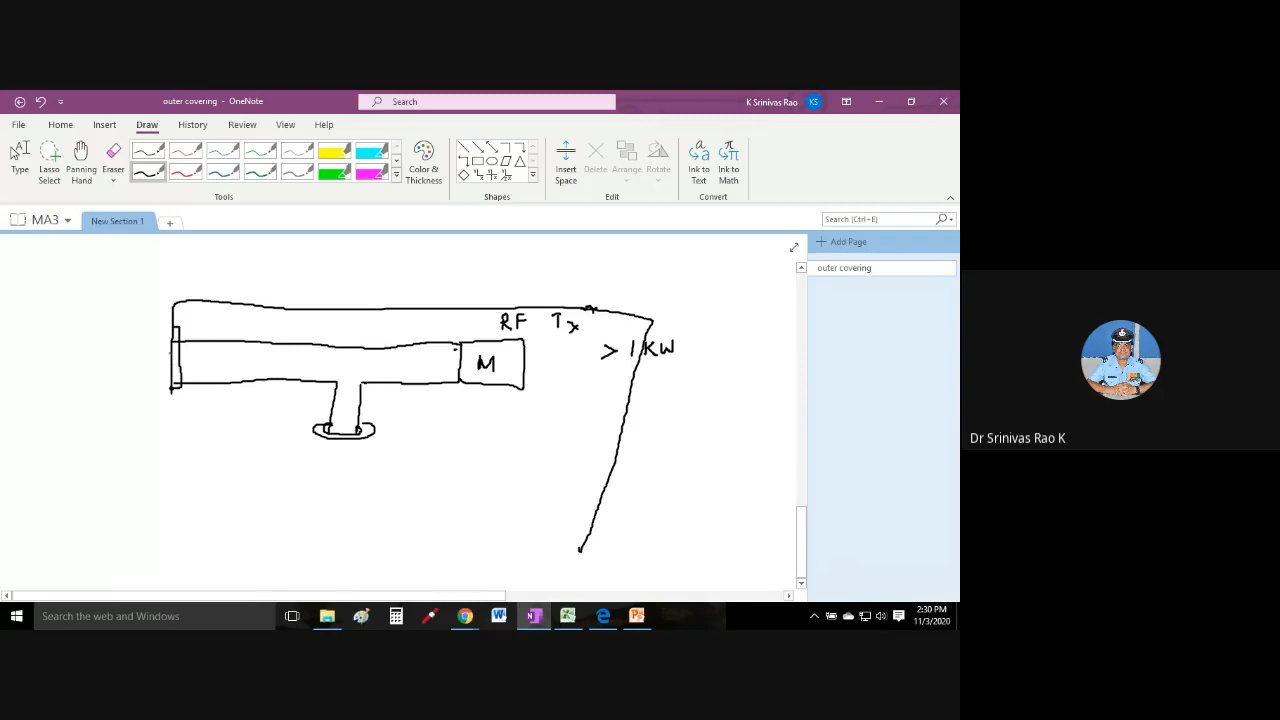 outer covering - OneNote
Search
K Srinivas Rao
KS
File Home Insert Draw History Review View Help
Type
Lasso Select
Panning Hand
Eraser
Color & Thickness
Insert Space
Delete
Arrange
Rotate
Ink to Text
Ink to Math
Tools
Shapes
Edit
Convert
MA3
New Section 1
+
Search (Ctrl+E)
+ Add Page
outer covering
RF Tx
> 1 KW
M
Dr Srinivas Rao K
Search the web and Windows
2:30 PM
11/3/2020